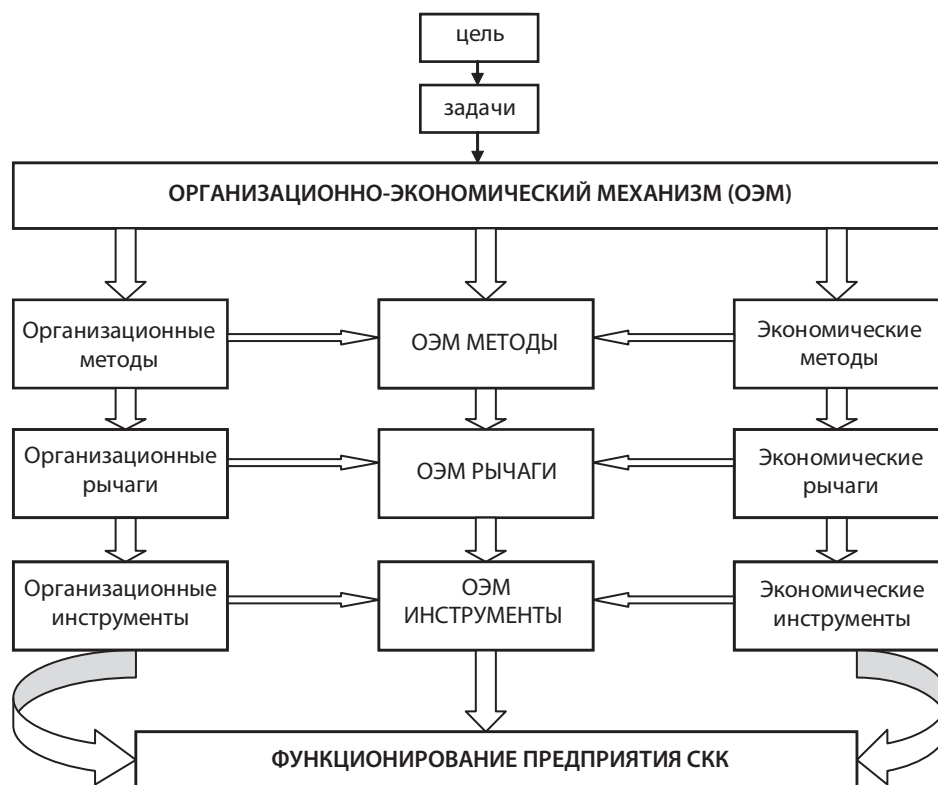 цель
задачи
ОРГАНИЗАЦИОННО-ЭКОНОМИЧЕСКИЙ МЕХАНИЗМ (ОЭМ)
Организационные
методы
ОЭМ МЕТОДЫ
Экономические
методы
Организационные
рычаги
ОЭМ РЫЧАГИ
Экономические
рычаги
Организационные
инструменты
ОЭМ
ИНСТРУМЕНТЫ
Экономические
инструменты
ФУНКЦИОНИРОВАНИЕ ПРЕДПРИЯТИЯ СКК